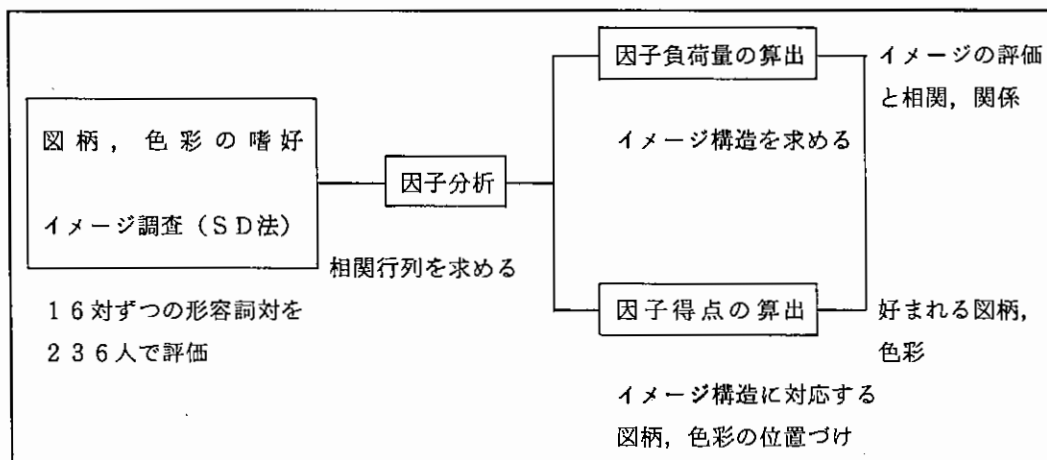 図柄，色彩の嗜好
イメージ調査（ＳＤ法）
１６対ずつの形容詞対を
２３６人で評価
因子分析
相関行列を求める
因子負荷量の算出
イメージ構造を求める
イメージの評価
と相関，関係
因子得点の算出
イメージ構造に対応する
図柄，色彩の位置づけ
好まれる図柄，
色彩